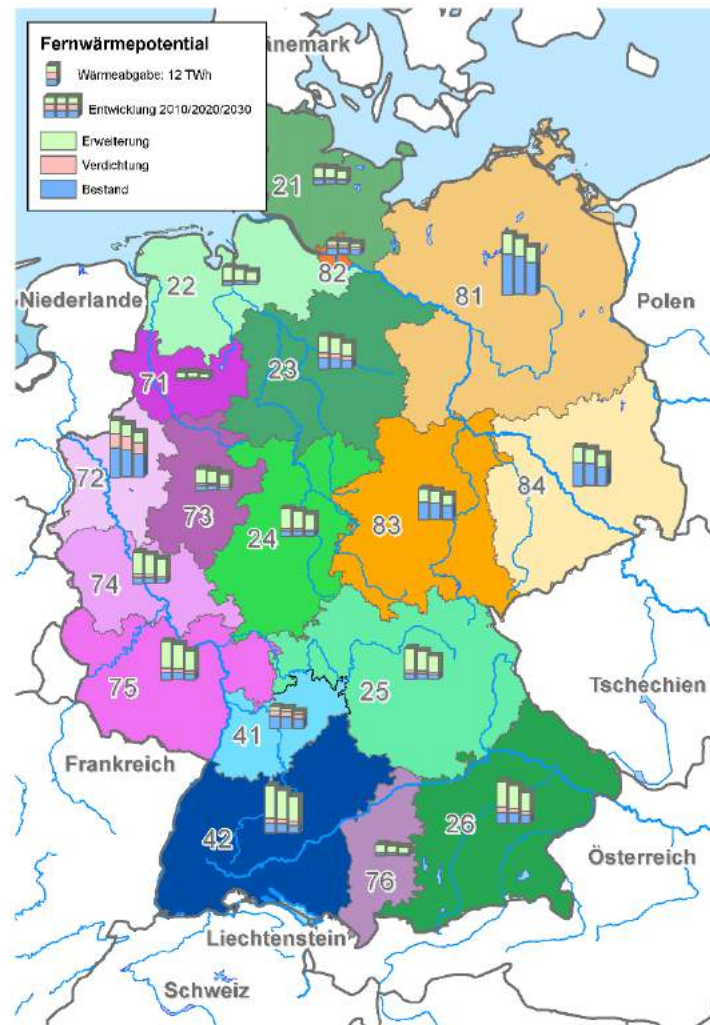 Fernwärmepotential
Wärmeabgabe: 12 TWh
Entwicklung 2010/2020/2030
Erweiterung
Verdichtung
Bestand
änemark
21
82
22
Niederlande
81
Polen
71
23
72
73
24
83
84
74
75
25
Tschechien
41
Frankreich
42
26
76
Österreich
Liechtenstein
Schweiz